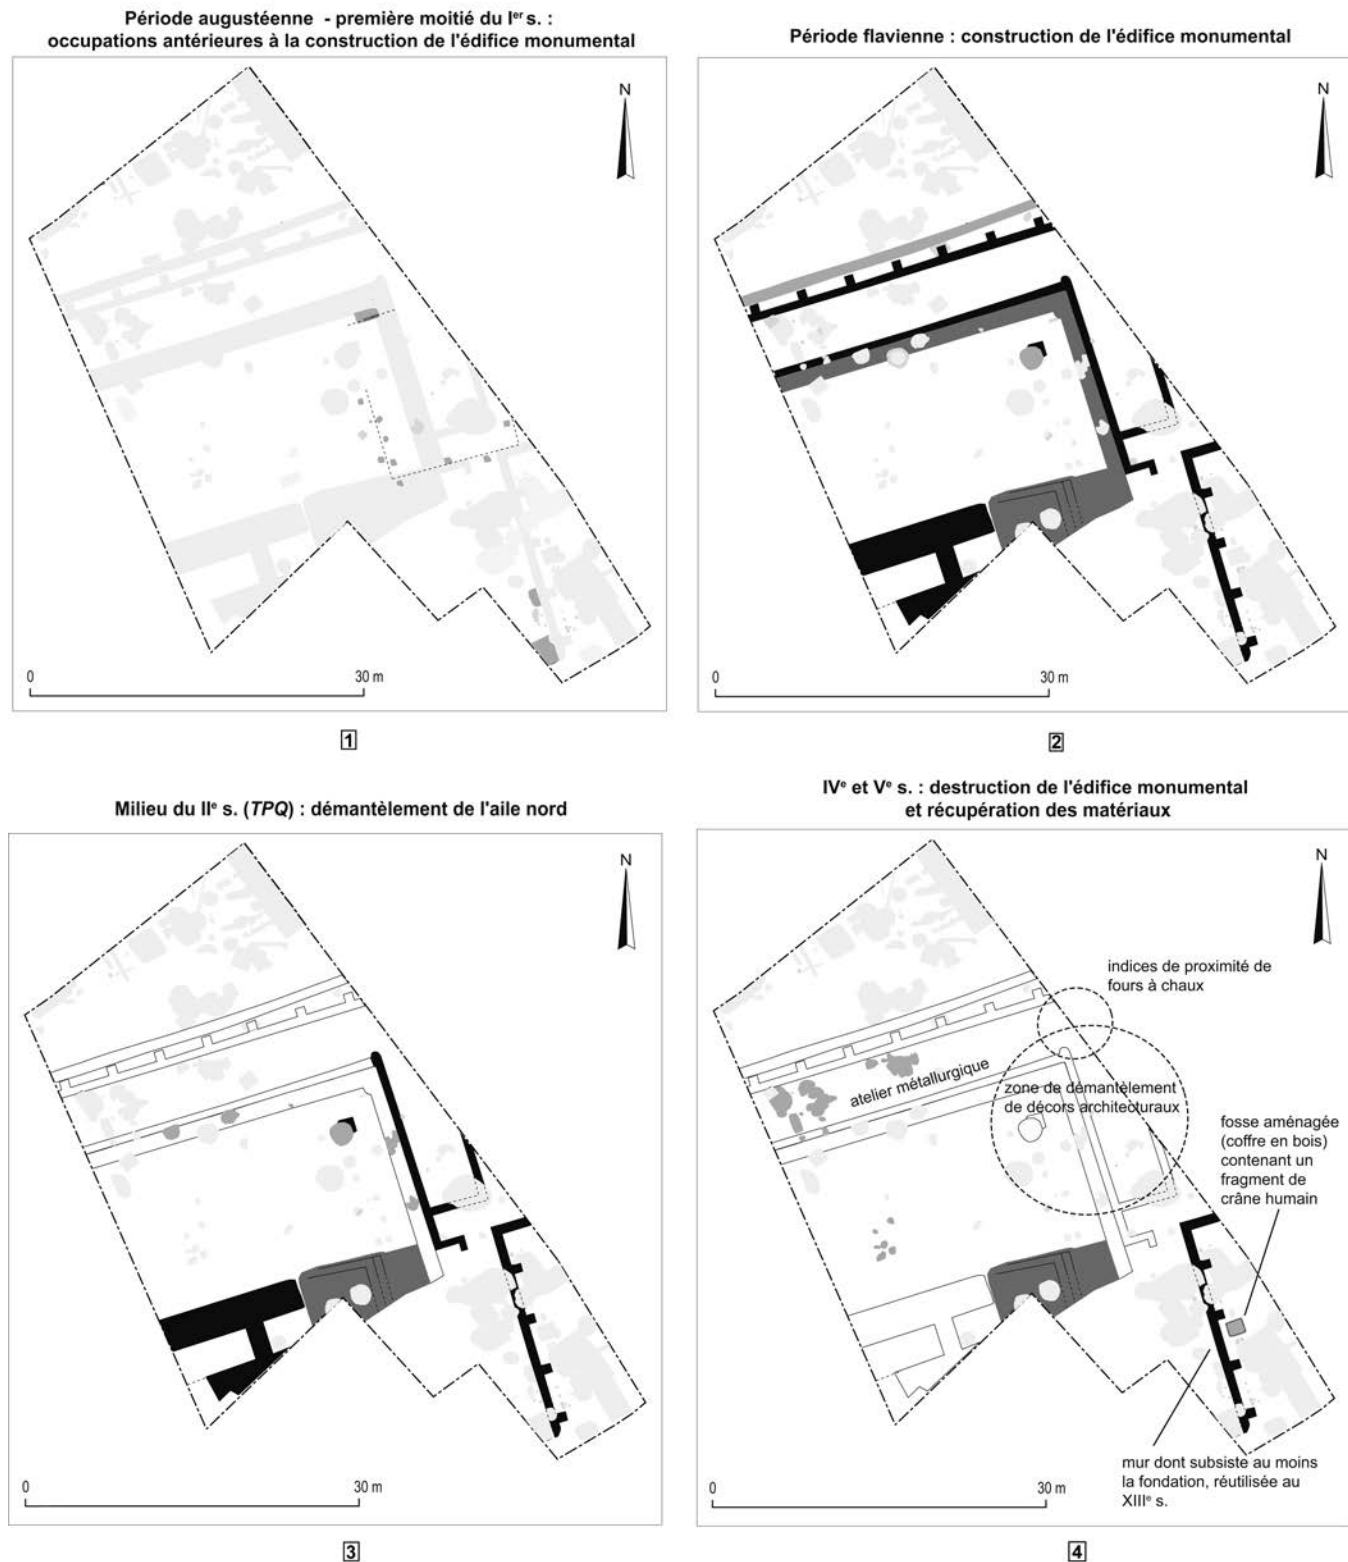 Période augustéenne - première moitié du Iᵉʳ s. :
occupations antérieures à la construction de l'édifice monumental
N
0 30 m
1
Période flavienne : construction de l'édifice monumental
N
0 30 m
2
Milieu du IIᵉ s. (TPQ) : démantèlement de l'aile nord
N
0 30 m
3
IVᵉ et Vᵉ s. : destruction de l'édifice monumental
et récupération des matériaux
N
indices de proximité de
fours à chaux
atelier métallurgique
zone de démantèlement
de décors architecturaux
fosse aménagée
(coffre en bois)
contenant un
fragment de
crâne humain
mur dont subsiste au moins
la fondation, réutilisée au
XIIIᵉ s.
0 30 m
4